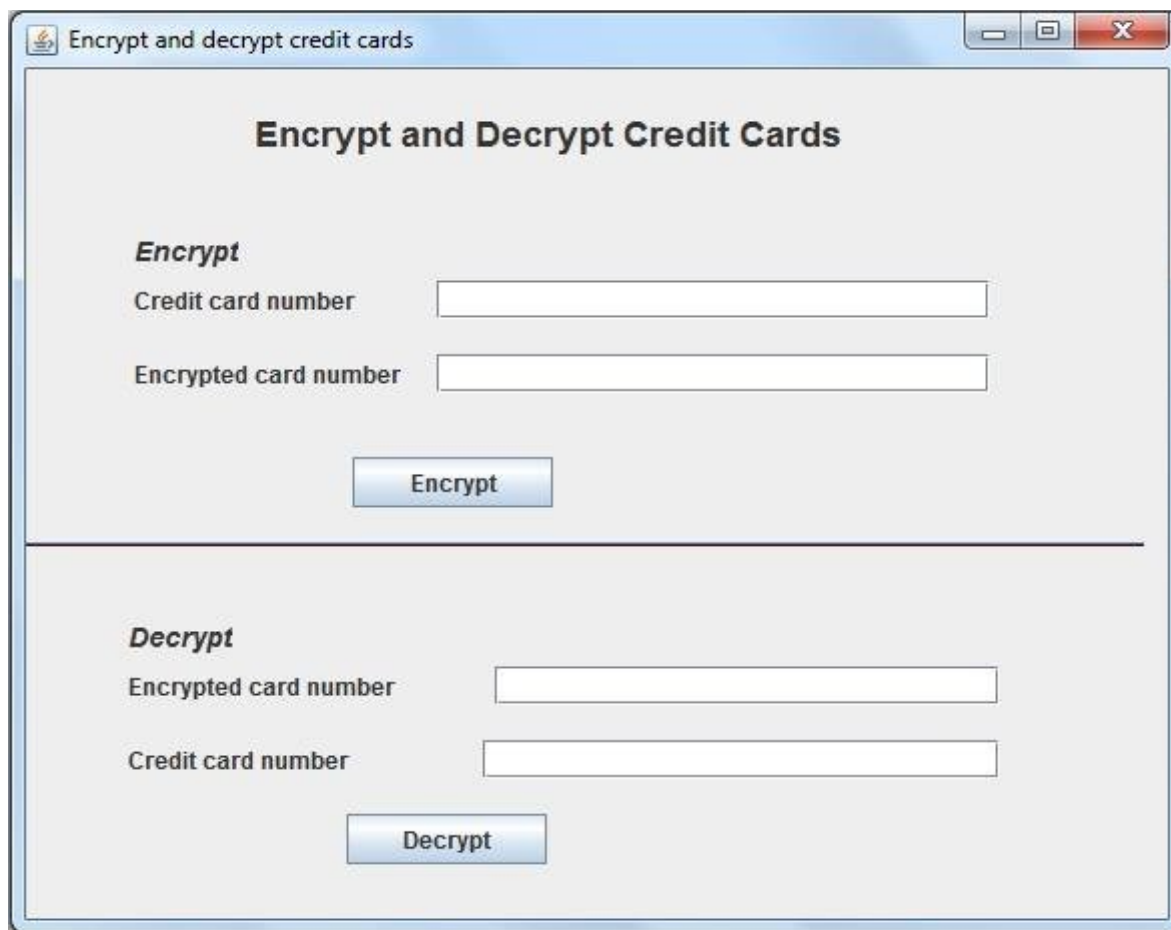 Encrypt and decrypt credit cards
Encrypt and Decrypt Credit Cards
Encrypt
Credit card number
Encrypted card number
Encrypt
Decrypt
Encrypted card number
Credit card number
Decrypt